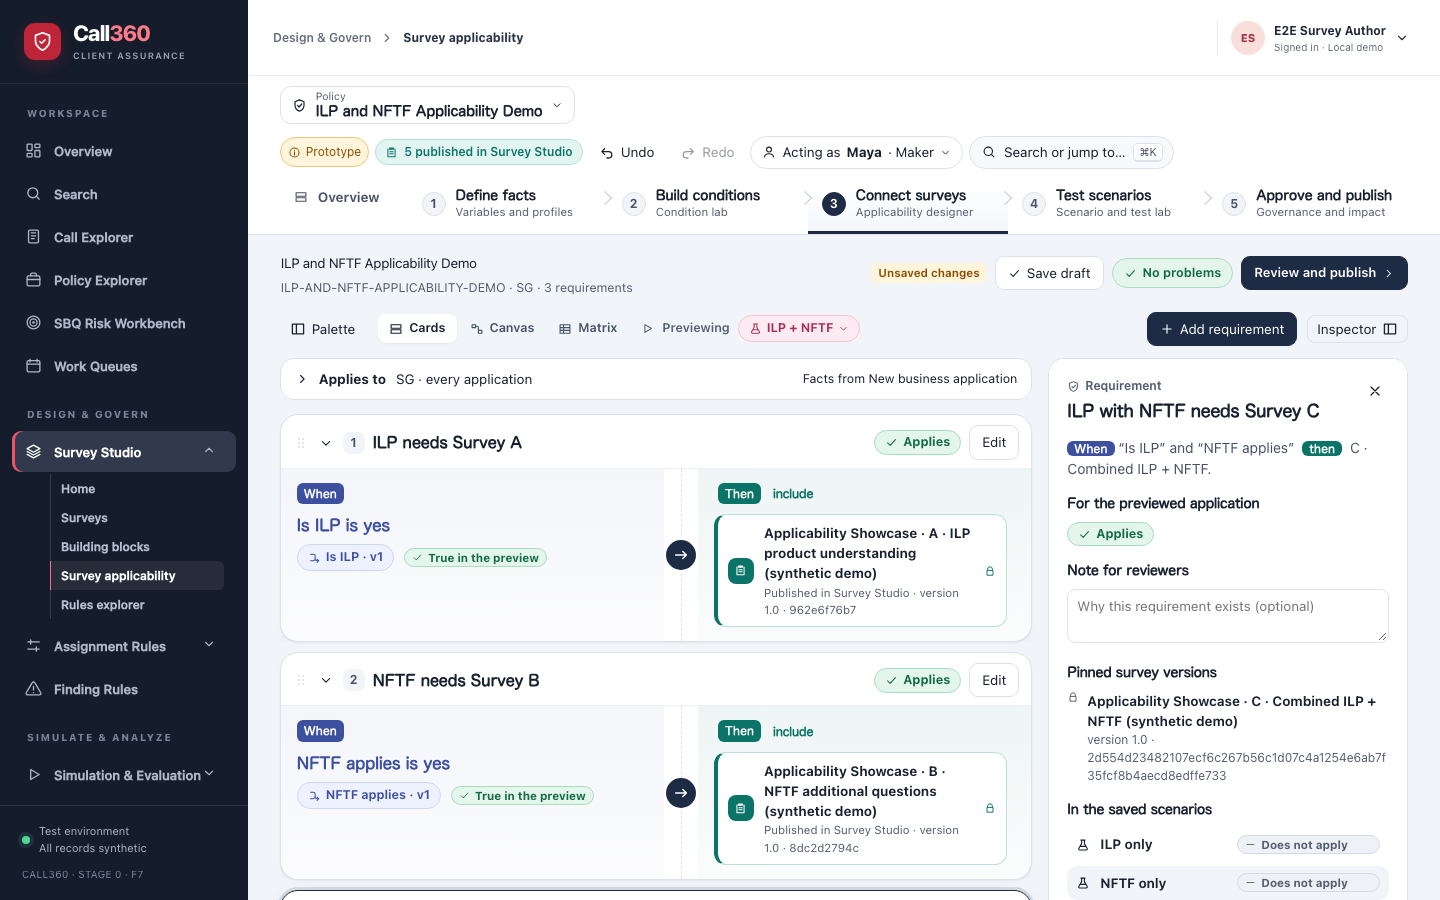 Call360
CLIENT ASSURANCE
WORKSPACE
Overview
Search
Call Explorer
Policy Explorer
SBQ Risk Workbench
Work Queues
DESIGN & GOVERN
Survey Studio
Home
Surveys
Building blocks
Survey applicability
Rules explorer
Assignment Rules
Finding Rules
SIMULATE & ANALYZE
Simulation & Evaluation
Test environment
All records synthetic
CALL360 · STAGE 0 · F7
Design & Govern > Survey applicability
ES
E2E Survey Author
Signed in · Local demo
Policy
ILP and NFTF Applicability Demo
Prototype
5 published in Survey Studio
Undo
Redo
Acting as Maya · Maker
Search or jump to... ⌘K
Overview
1 Define facts
Variables and profiles
2 Build conditions
Condition lab
3 Connect surveys
Applicability designer
4 Test scenarios
Scenario and test lab
5 Approve and publish
Governance and impact
ILP and NFTF Applicability Demo
ILP-AND-NFTF-APPLICABILITY-DEMO · SG · 3 requirements
Unsaved changes
Save draft
No problems
Review and publish
Palette
Cards
Canvas
Matrix
Previewing
ILP + NFTF
Add requirement
Inspector
Applies to SG · every application
Facts from New business application
1 ILP needs Survey A
Applies
Edit
When
Is ILP is yes
Is ILP · v1
True in the preview
Then include
Applicability Showcase · A · ILP
product understanding
(synthetic demo)
Published in Survey Studio · version
1.0 · 962e6f76b7
2 NFTF needs Survey B
Applies
Edit
When
NFTF applies is yes
NFTF applies · v1
True in the preview
Then include
Applicability Showcase · B ·
NFTF additional questions
(synthetic demo)
Published in Survey Studio · version
1.0 · 8dc2d2794c
Requirement
ILP with NFTF needs Survey C
When “Is ILP” and “NFTF applies” then C ·
Combined ILP + NFTF.
For the previewed application
Applies
Note for reviewers
Why this requirement exists (optional)
Pinned survey versions
Applicability Showcase · C · Combined ILP +
NFTF (synthetic demo)
version 1.0 ·
2d554d23482107ecf6c267b56c1d07c4a1254e6ab7f
35fcf8b4aecd8edffe733
In the saved scenarios
ILP only
Does not apply
NFTF only
Does not apply